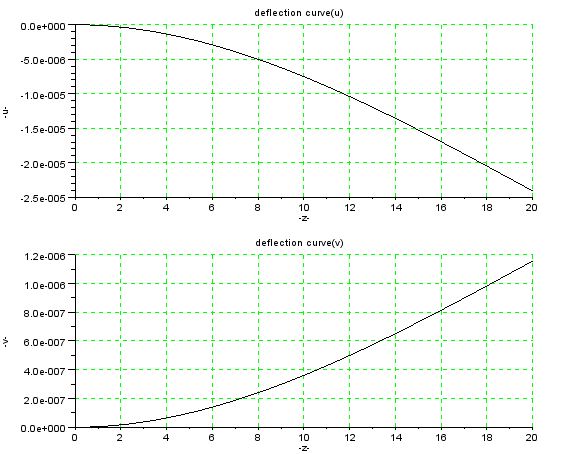 deflection curve(u)
0.0e+000
-5.0e-006
-1.0e-005
-1.5e-005
-2.0e-005
-2.5e-005
-u-
0 2 4 6 8 10 12 14 16 18 20
-z-
deflection curve(v)
1.2e-006
1.0e-006
8.0e-007
6.0e-007
4.0e-007
2.0e-007
0.0e+000
-v-
0 2 4 6 8 10 12 14 16 18 20
-z-